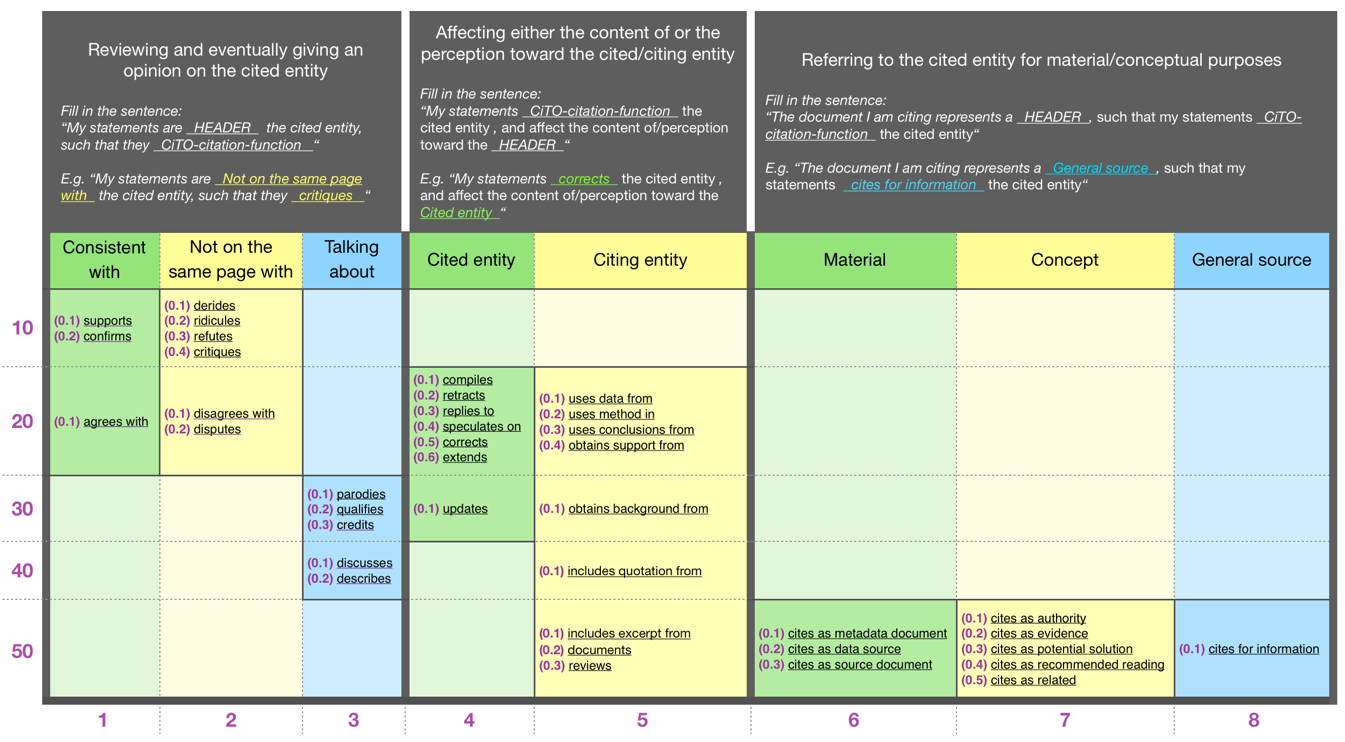 Reviewing and eventually giving an
opinion on the cited entity
Fill in the sentence:
“My statements are _HEADER_ the cited entity,
such that they _CiTO-citation-function_“
E.g. “My statements are _Not on the same page
with_ the cited entity, such that they _critiques_“
Affecting either the content of or the
perception toward the cited/citing entity
Fill in the sentence:
“My statements _CiTO-citation-function_ the
cited entity , and affect the content of/perception
toward the _HEADER_“
E.g. “My statements _corrects_ the cited entity ,
and affect the content of/perception toward the
Cited entity_“
Referring to the cited entity for material/conceptual purposes
Fill in the sentence:
“The document I am citing represents a _HEADER_, such that my statements _CiTO-
citation-function_ the cited entity“
E.g. “The document I am citing represents a _General source_, such that my
statements _cites for information_ the cited entity“
Consistent
with
Not on the
same page with
Talking
about
Cited entity
Citing entity
Material
Concept
General source
10
(0.1) supports
(0.2) confirms
(0.1) derides
(0.2) ridicules
(0.3) refutes
(0.4) critiques
20
(0.1) agrees with
(0.1) disagrees with
(0.2) disputes
(0.1) compiles
(0.2) retracts
(0.3) replies to
(0.4) speculates on
(0.5) corrects
(0.6) extends
(0.1) uses data from
(0.2) uses method in
(0.3) uses conclusions from
(0.4) obtains support from
30
(0.1) parodies
(0.2) qualifies
(0.3) credits
(0.1) updates
(0.1) obtains background from
40
(0.1) discusses
(0.2) describes
(0.1) includes quotation from
50
(0.1) includes excerpt from
(0.2) documents
(0.3) reviews
(0.1) cites as metadata document
(0.2) cites as data source
(0.3) cites as source document
(0.1) cites as authority
(0.2) cites as evidence
(0.3) cites as potential solution
(0.4) cites as recommended reading
(0.5) cites as related
(0.1) cites for information
1
2
3
4
5
6
7
8